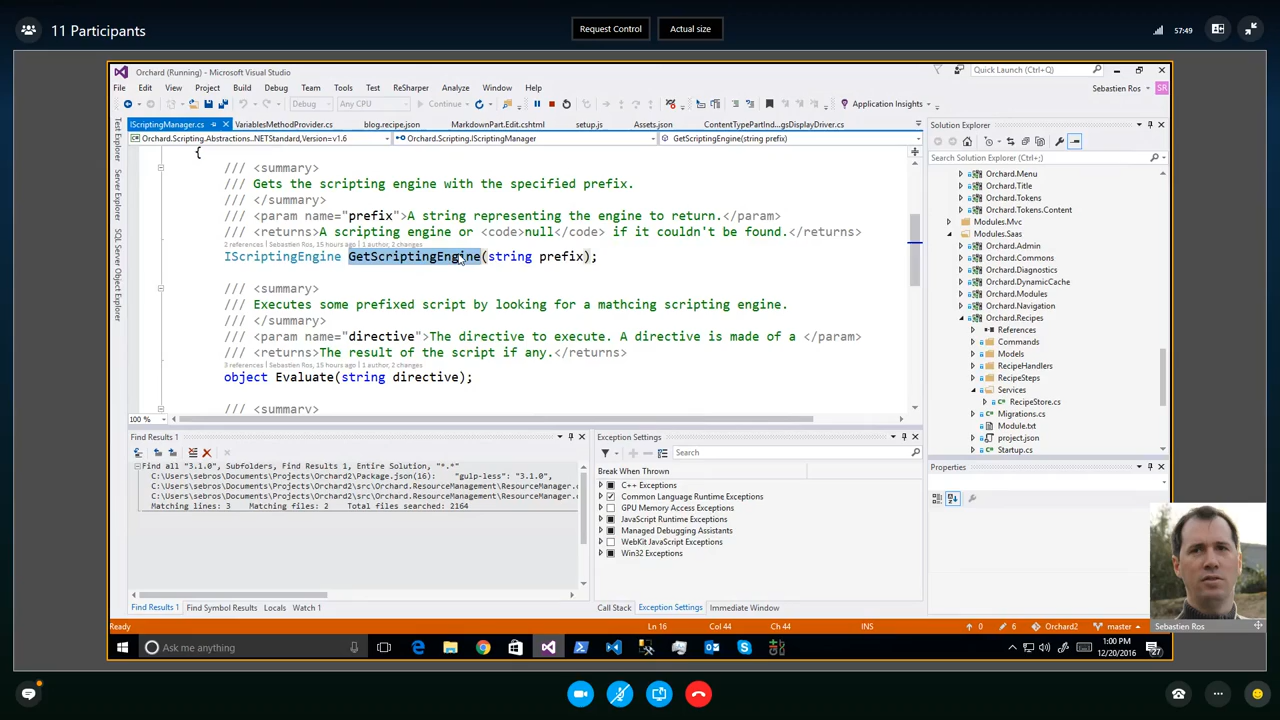 11 Participants
Request Control
Actual size
57:49
Orchard (Running) - Microsoft Visual Studio
Quick Launch (Ctrl+;)
File Edit View Project Build Debug Team Tools Test ReSharper Analyze Window Help
Sebastien Ros
SR
Debug Any CPU Continue Application Insights
IScriptingManager.cs VariablesMethodProvider.cs blog.recipe.json MarkdownPart.Edit.cshtml setup.js Assets.json ContentTypePartInd...gsDisplayDriver.cs
Orchard.Scripting.Abstractions..NETStandard,Version=v1.6
Orchard.Scripting.IScriptingManager
GetScriptingEngine(string prefix)
Test Explorer
Server Explorer
SQL Server Object Explorer
{
/// <summary>
/// Gets the scripting engine with the specified prefix.
/// </summary>
/// <param name="prefix">A string representing the engine to return.</param>
/// <returns>A scripting engine or <code>null</code> if it couldn't be found.</returns>
2 references | Sebastien Ros, 15 hours ago | 1 author, 2 changes
IScriptingEngine GetScriptingEngine(string prefix);
/// <summary>
/// Executes some prefixed script by looking for a mathcing scripting engine.
/// </summary>
/// <param name="directive">The directive to execute. A directive is made of a </param>
/// <returns>The result of the script if any.</returns>
3 references | Sebastien Ros, 15 hours ago | 1 author, 2 changes
object Evaluate(string directive);
/// <summary>
100 %
Solution Explorer
Search Solution Explorer (Ctrl+;)
Orchard.Menu
Orchard.Title
Orchard.Tokens
Orchard.Tokens.Content
Modules.Mvc
Modules.Saas
Orchard.Admin
Orchard.Commons
Orchard.Diagnostics
Orchard.DynamicCache
Orchard.Modules
Orchard.Navigation
Orchard.Recipes
References
Commands
Models
RecipeHandlers
RecipeSteps
Services
RecipeStore.cs
Migrations.cs
Module.txt
project.json
Startup.cs
Properties
Find Results 1
Find all "3.1.0", Subfolders, Find Results 1, Entire Solution, "*.*"
C:\Users\sebros\Documents\Projects\Orchard2\Package.json(16): "gulp-less": "3.1.0",
C:\Users\sebros\Documents\Projects\Orchard2\src\Orchard.ResourceManagement\ResourceManager.c
C:\Users\sebros\Documents\Projects\Orchard2\src\Orchard.ResourceManagement\ResourceManager.c
Matching lines: 3 Matching files: 2 Total files searched: 2164
Find Results 1 Find Symbol Results Locals Watch 1
Exception Settings
Search
Break When Thrown
C++ Exceptions
Common Language Runtime Exceptions
GPU Memory Access Exceptions
JavaScript Runtime Exceptions
Managed Debugging Assistants
WebKit JavaScript Exceptions
Win32 Exceptions
Call Stack Exception Settings Immediate Window
Ready
Ln 16 Col 44 Ch 44 INS
0 6 Orchard2 master
Sebastien Ros
Ask me anything
1:00 PM
12/20/2016
27